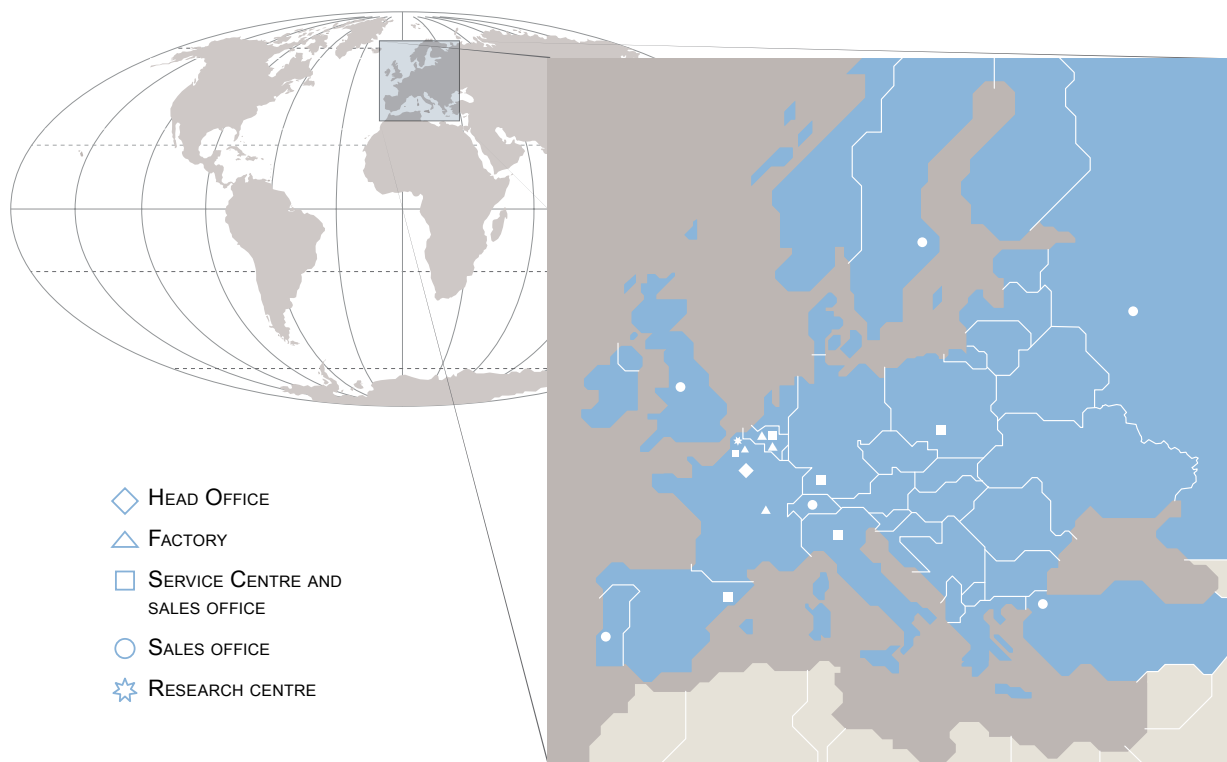 Head Office
Factory
Service Centre and
sales office
Sales office
Research centre